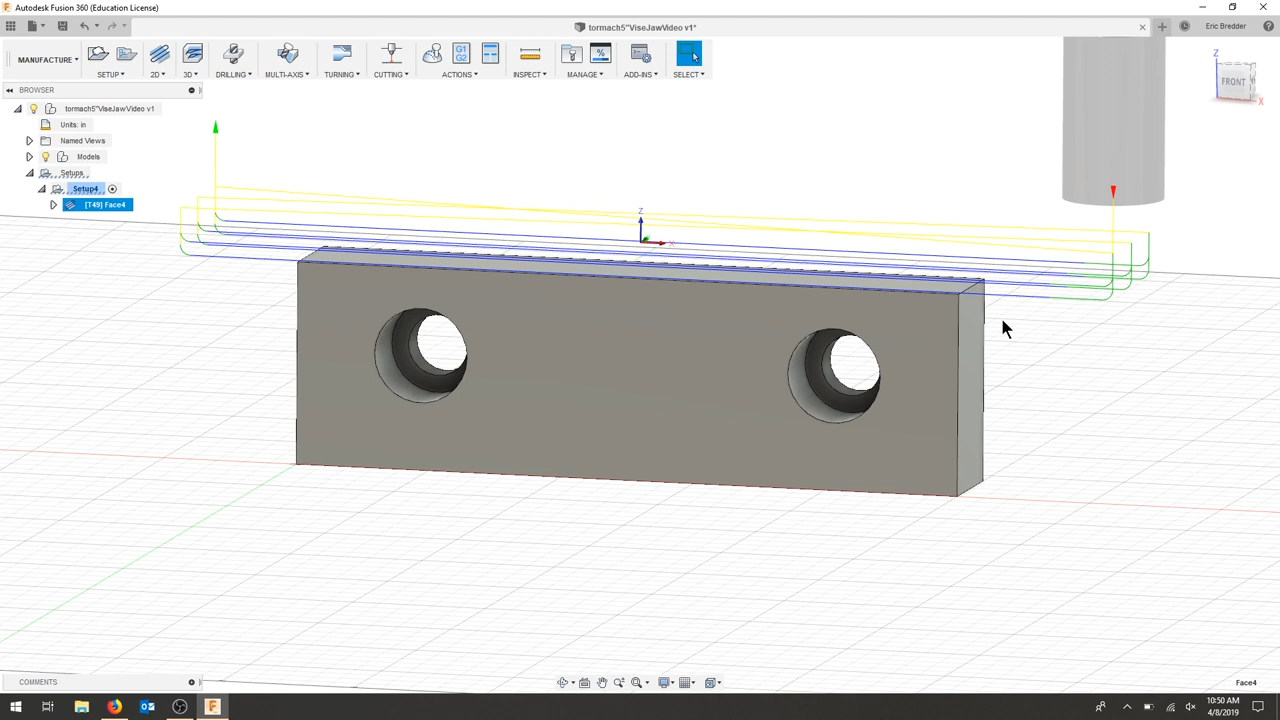 Autodesk Fusion 360 (Education License)
tormach5"ViseJawVideo v1*
Eric Bredder
MANUFACTURE
G1
G2
SETUP
2D
3D
DRILLING
MULTI-AXIS
TURNING
CUTTING
ACTIONS
INSPECT
MANAGE
ADD-INS
SELECT
BROWSER
tormach5"ViseJawVideo v1
Units: in
Named Views
Models
Setups
Setup4
[T49] Face4
Z
FRONT
X
Z
X
COMMENTS
Face4
10:50 AM
4/8/2019